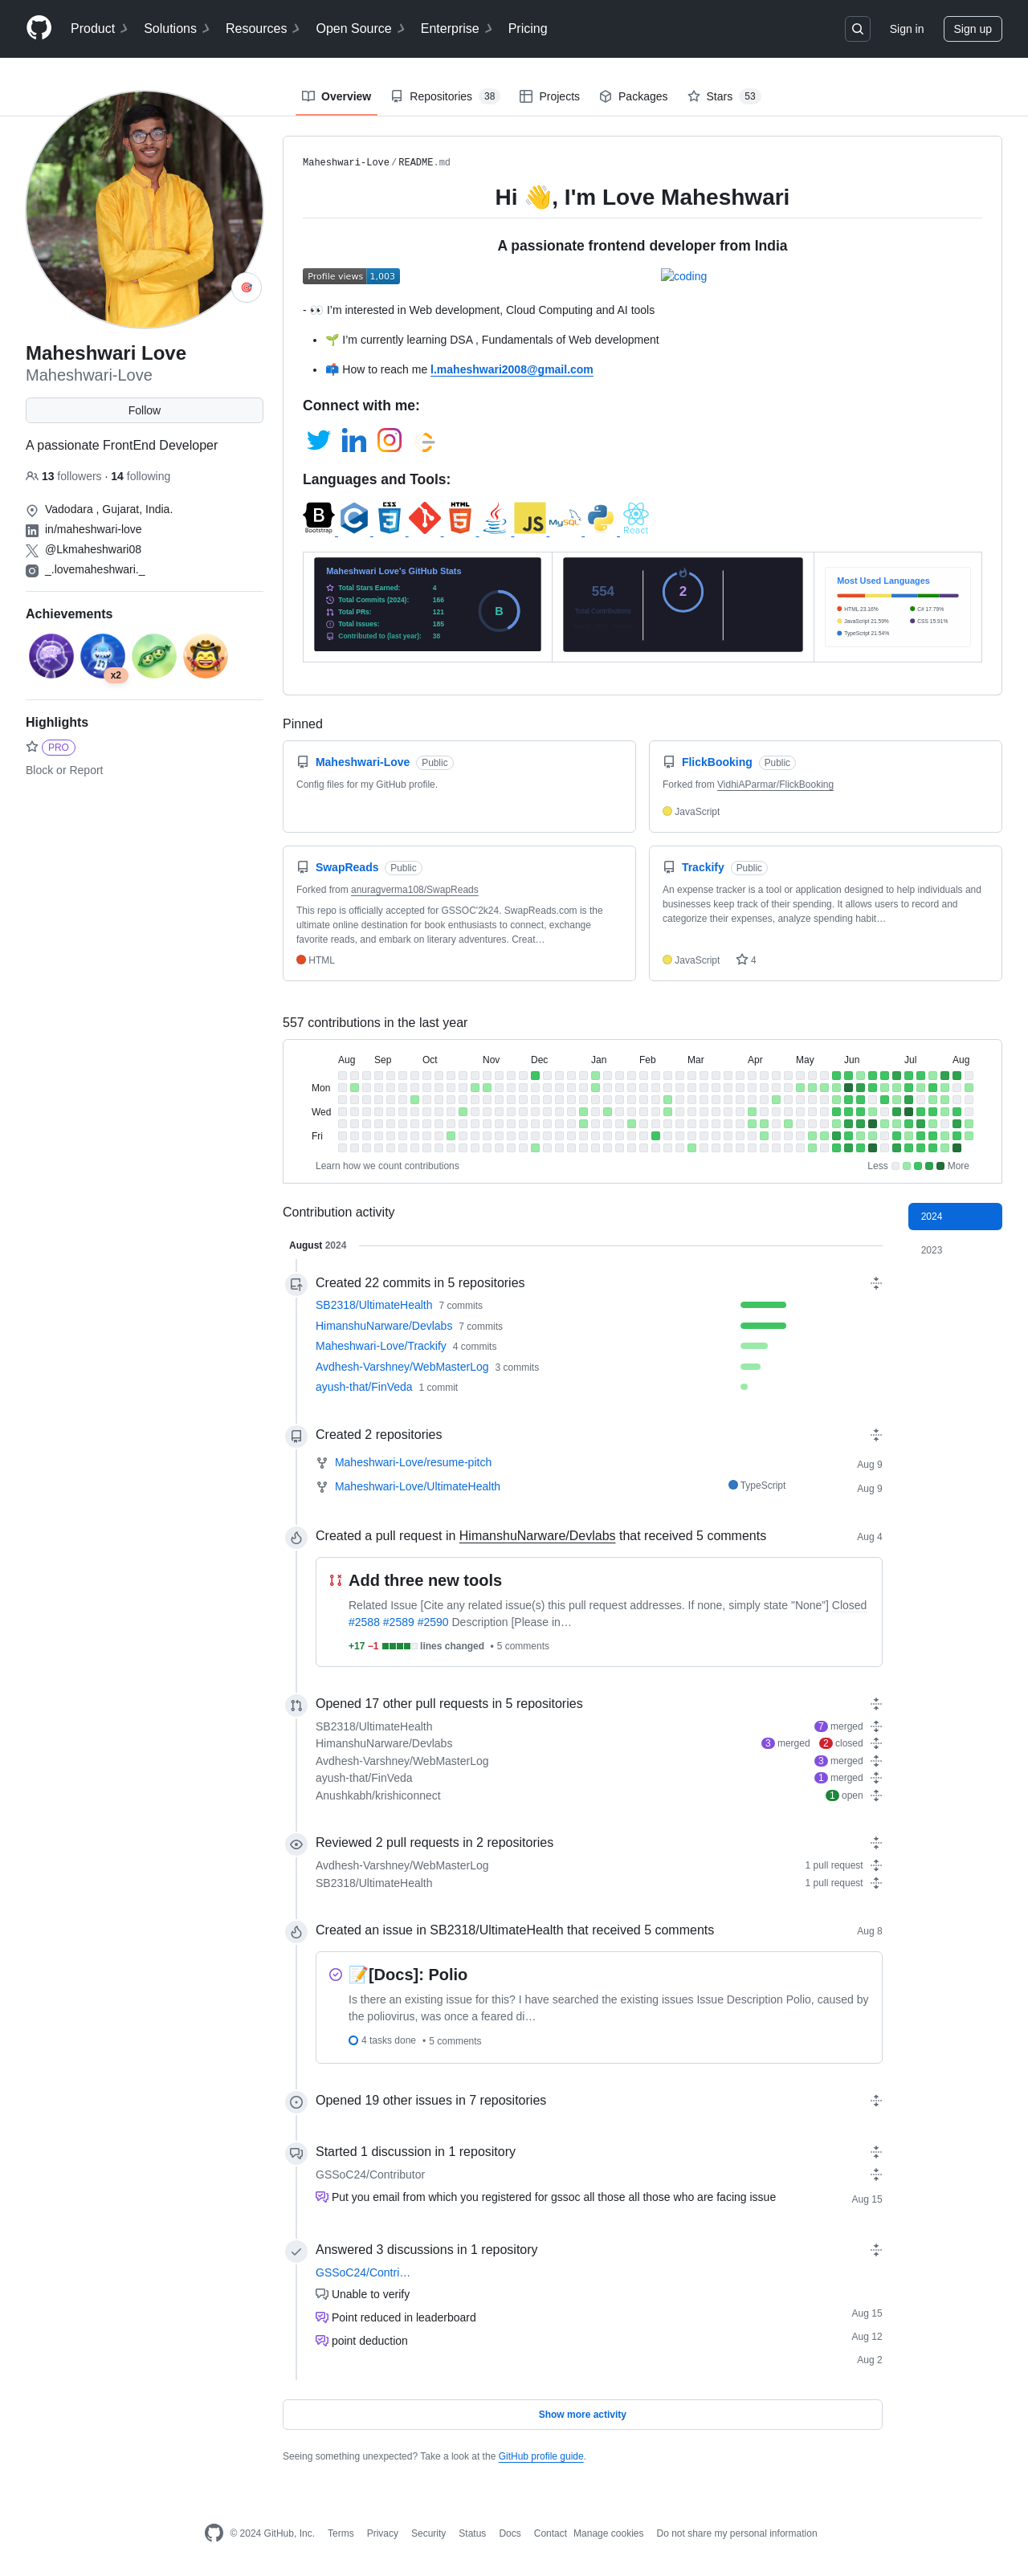 Product Solutions Resources Open Source Enterprise Pricing Sign in Sign up
Overview Repositories 38 Projects Packages Stars 53
Maheshwari Love
Maheshwari-Love
Follow
A passionate FrontEnd Developer
13 followers · 14 following
Vadodara , Gujarat, India.
in/maheshwari-love
@Lkmaheshwari08
_.lovemaheshwari._
Achievements
x2
Highlights
PRO
Block or Report
Maheshwari-Love/README.md
Hi 👋, I'm Love Maheshwari
A passionate frontend developer from India
Profile views 1,003 coding
- 👀 I'm interested in Web development, Cloud Computing and AI tools
• 🌱 I'm currently learning DSA , Fundamentals of Web development
• 📫 How to reach me l.maheshwari2008@gmail.com
Connect with me:
in
Languages and Tools:
B Bootstrap C CSS 3 HTML 5 Java JS MySQL React
Maheshwari Love's GitHub Stats
Total Stars Earned: 4
Total Commits (2024): 166
Total PRs: 121
Total Issues: 185
Contributed to (last year): 38
B
554
Total Contributions
2
Most Used Languages
HTML 23.16% C# 17.79%
JavaScript 21.59% CSS 15.91%
TypeScript 21.54%
Pinned
Maheshwari-Love Public
Config files for my GitHub profile.
FlickBooking Public
Forked from VidhiAParmar/FlickBooking
JavaScript
SwapReads Public
Forked from anuragverma108/SwapReads
This repo is officially accepted for GSSOC'2k24. SwapReads.com is the
ultimate online destination for book enthusiasts to connect, exchange
favorite reads, and embark on literary adventures. Creat…
HTML
Trackify Public
An expense tracker is a tool or application designed to help individuals and
businesses keep track of their spending. It allows users to record and
categorize their expenses, analyze spending habit…
JavaScript 4
557 contributions in the last year
Aug Sep Oct Nov Dec Jan Feb Mar Apr May Jun Jul Aug
Mon
Wed
Fri
Learn how we count contributions Less More
Contribution activity
2024
2023
August 2024
Created 22 commits in 5 repositories
SB2318/UltimateHealth 7 commits
HimanshuNarware/Devlabs 7 commits
Maheshwari-Love/Trackify 4 commits
Avdhesh-Varshney/WebMasterLog 3 commits
ayush-that/FinVeda 1 commit
Created 2 repositories
Maheshwari-Love/resume-pitch Aug 9
Maheshwari-Love/UltimateHealth TypeScript Aug 9
Created a pull request in HimanshuNarware/Devlabs that received 5 comments Aug 4
Add three new tools
Related Issue [Cite any related issue(s) this pull request addresses. If none, simply state "None"] Closed
#2588 #2589 #2590 Description [Please in…
+17 −1 lines changed • 5 comments
Opened 17 other pull requests in 5 repositories
SB2318/UltimateHealth 7 merged
HimanshuNarware/Devlabs 3 merged 2 closed
Avdhesh-Varshney/WebMasterLog 3 merged
ayush-that/FinVeda 1 merged
Anushkabh/krishiconnect 1 open
Reviewed 2 pull requests in 2 repositories
Avdhesh-Varshney/WebMasterLog 1 pull request
SB2318/UltimateHealth 1 pull request
Created an issue in SB2318/UltimateHealth that received 5 comments Aug 8
📝[Docs]: Polio
Is there an existing issue for this? I have searched the existing issues Issue Description Polio, caused by
the poliovirus, was once a feared di…
4 tasks done • 5 comments
Opened 19 other issues in 7 repositories
Started 1 discussion in 1 repository
GSSoC24/Contributor
Put you email from which you registered for gssoc all those all those who are facing issue Aug 15
Answered 3 discussions in 1 repository
GSSoC24/Contri…
Unable to verify
Point reduced in leaderboard Aug 15
point deduction Aug 12
Aug 2
Show more activity
Seeing something unexpected? Take a look at the GitHub profile guide.
© 2024 GitHub, Inc. Terms Privacy Security Status Docs Contact Manage cookies Do not share my personal information